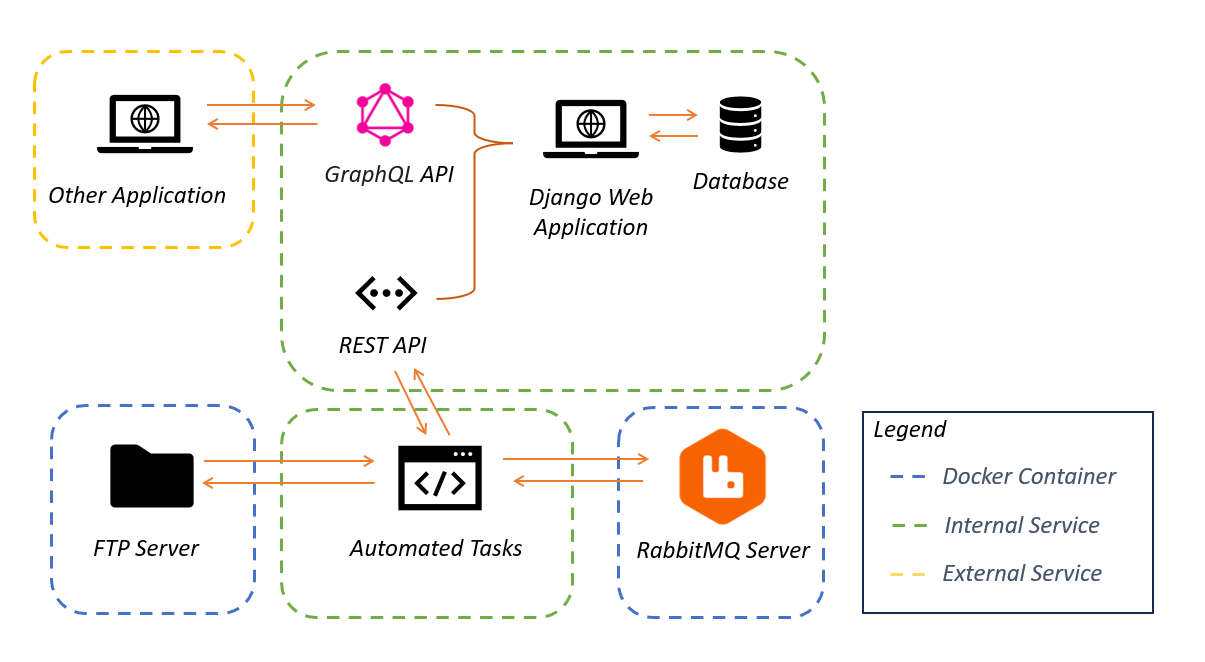 Other Application
GraphQL API
Django Web
Application
Database
REST API
FTP Server
Automated Tasks
RabbitMQ Server
Legend
Docker Container
Internal Service
External Service